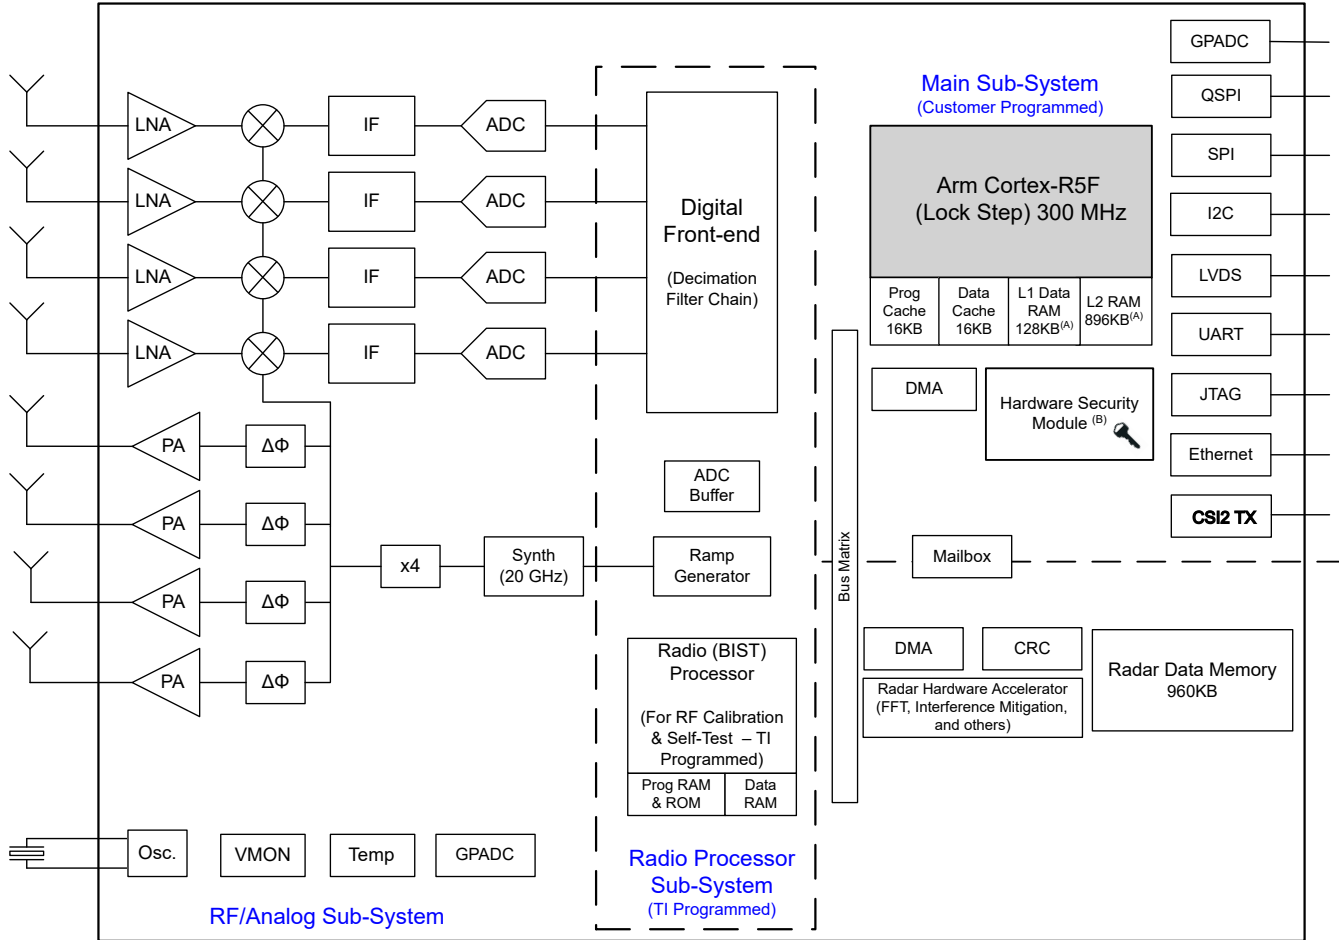 LNA
IF
ADC
LNA
IF
ADC
LNA
IF
ADC
LNA
IF
ADC
PA
ΔΦ
PA
ΔΦ
PA
ΔΦ
PA
ΔΦ
x4
Synth
(20 GHz)
Osc.
VMON
Temp
GPADC
RF/Analog Sub-System
Digital
Front-end
(Decimation
Filter Chain)
ADC
Buffer
Ramp
Generator
Radio (BIST)
Processor
(For RF Calibration
& Self-Test – TI
Programmed)
Prog RAM
& ROM
Data
RAM
Radio Processor
Sub-System
(TI Programmed)
Bus Matrix
Main Sub-System
(Customer Programmed)
Arm Cortex-R5F
(Lock Step) 300 MHz
Prog
Cache
16KB
Data
Cache
16KB
L1 Data
RAM
128KB(A)
L2 RAM
896KB(A)
DMA
Hardware Security
Module (B)
Mailbox
DMA
CRC
Radar Hardware Accelerator
(FFT, Interference Mitigation,
and others)
Radar Data Memory
960KB
GPADC
QSPI
SPI
I2C
LVDS
UART
JTAG
Ethernet
CSI2 TX